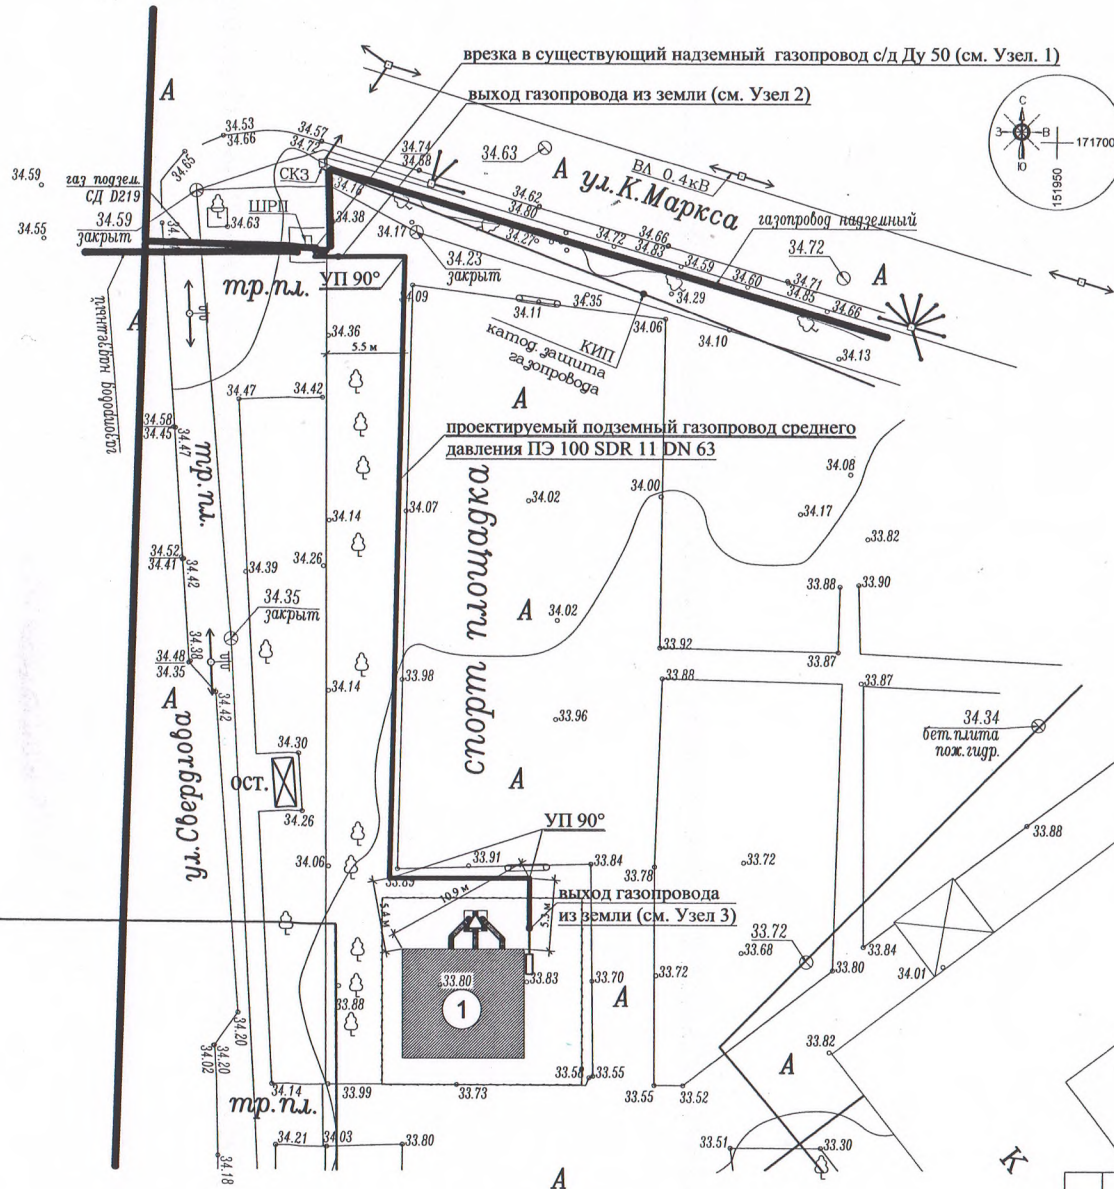 врезка в существующий надземный газопровод с/д Ду 50 (см. Узел. 1)
А
выход газопровода из земли (см. Узел 2)
С
З
В
Ю
171700
151950
34.53
34.66
34.57
34.72
34.65
34.74
34.68
34.63
А
ул.К.Маркса
ВЛ 0.4кВ
34.59
газ подзем.
СД D219
34.59
закрыт
34.55
СКЗ
ШРП
34.63
34.38
34.17
34.62
34.80
34.27
34.72
34.66
34.83
газопровод надземный
34.72
А
34.59
34.60
34.71
34.85
34.66
34.23
закрыт
УП 90°
тр.пл.
34.09
34.11
34.35
34.29
34.06
34.10
34.13
А
34.36
5.5 м
КИП
катод. защита
газопровода
газопровод надземный
34.47
34.42
А
34.58
34.45
34.47
тр.пл.
проектируемый подземный газопровод среднего
давления ПЭ 100 SDR 11 DN 63
34.08
34.02
34.00
34.17
34.07
34.14
33.82
34.52
34.41
34.42
34.26
34.39
спорт площадка
33.88
33.90
34.35
закрыт
А
34.02
34.38
34.48
34.35
33.92
33.87
34.42
34.14
33.98
33.88
33.87
А
ул.Свердлова
33.96
34.34
бет.плита
пож.гидр.
34.30
ост.
А
34.26
УП 90°
33.88
34.06
33.91
33.84
33.78
33.72
10.9 м
5.4 м
5.3 м
выход газопровода
из земли (см. Узел 3)
33.72
33.68
33.84
33.80
34.01
33.80
33.83
33.70
33.72
33.88
1
А
34.20
34.20
34.02
33.82
А
34.14
33.99
33.73
33.58
33.55
33.55
33.52
тр.пл.
34.21
34.03
33.80
33.51
33.30
34.18
А
К